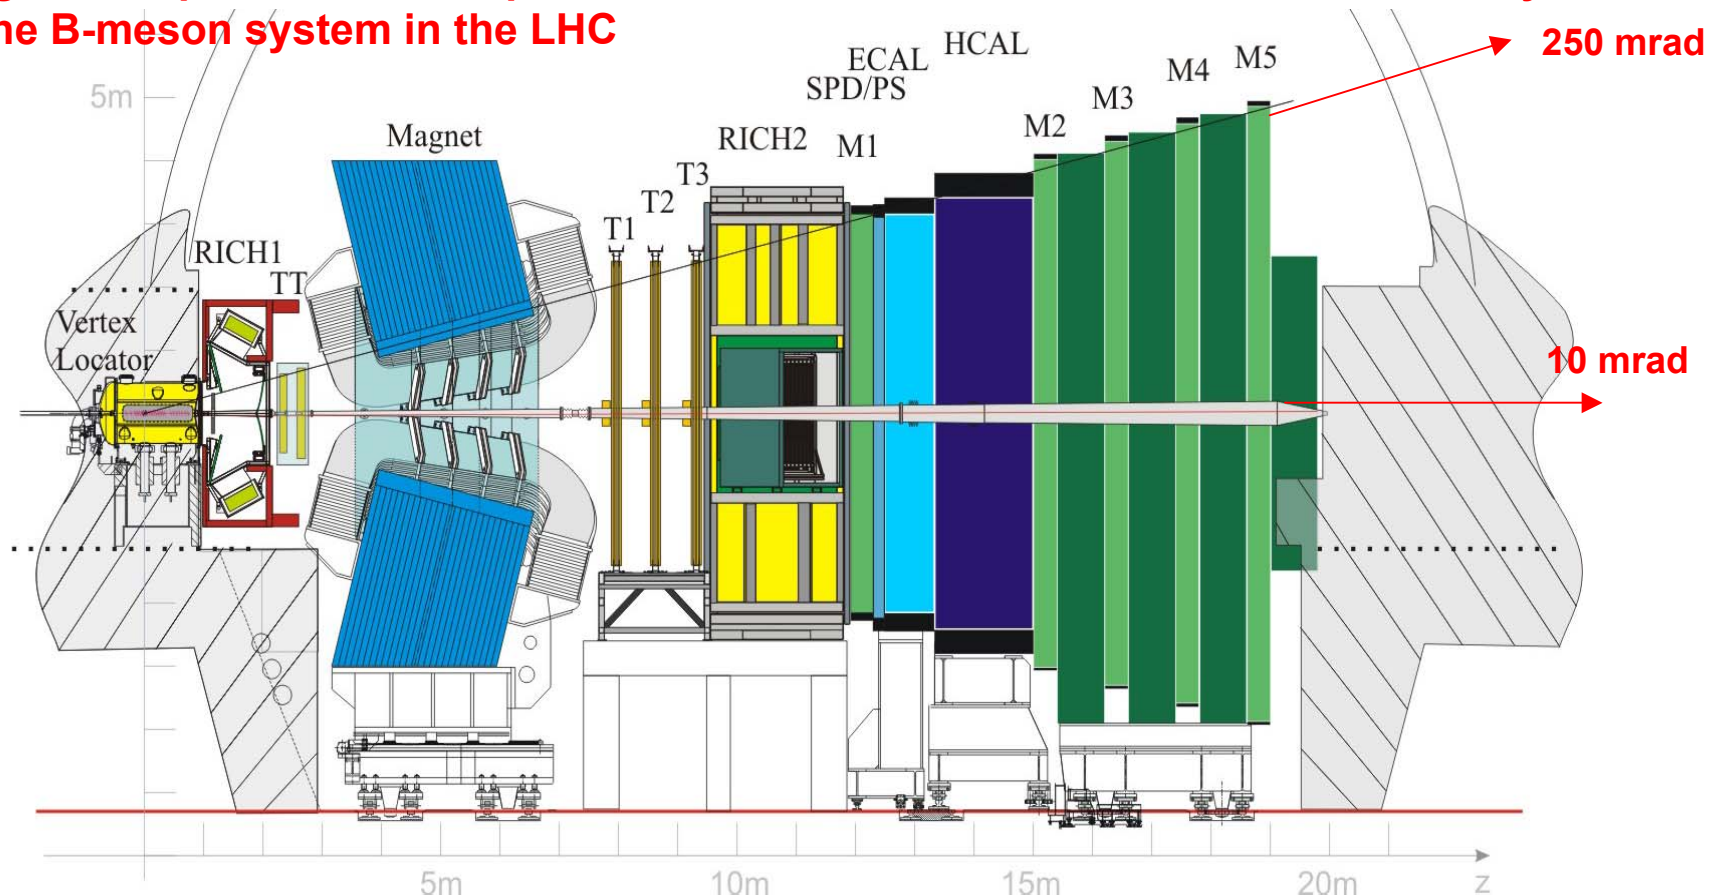 he B-meson system in the LHC
250 mrad
HCAL
ECAL
M5
SPD/PS
M4
5m
M3
Magnet
M2
RICH2
M1
T3
T2
T1
RICH1
TT
Vertex
Locator
10 mrad
5m
10m
15m
20m
z